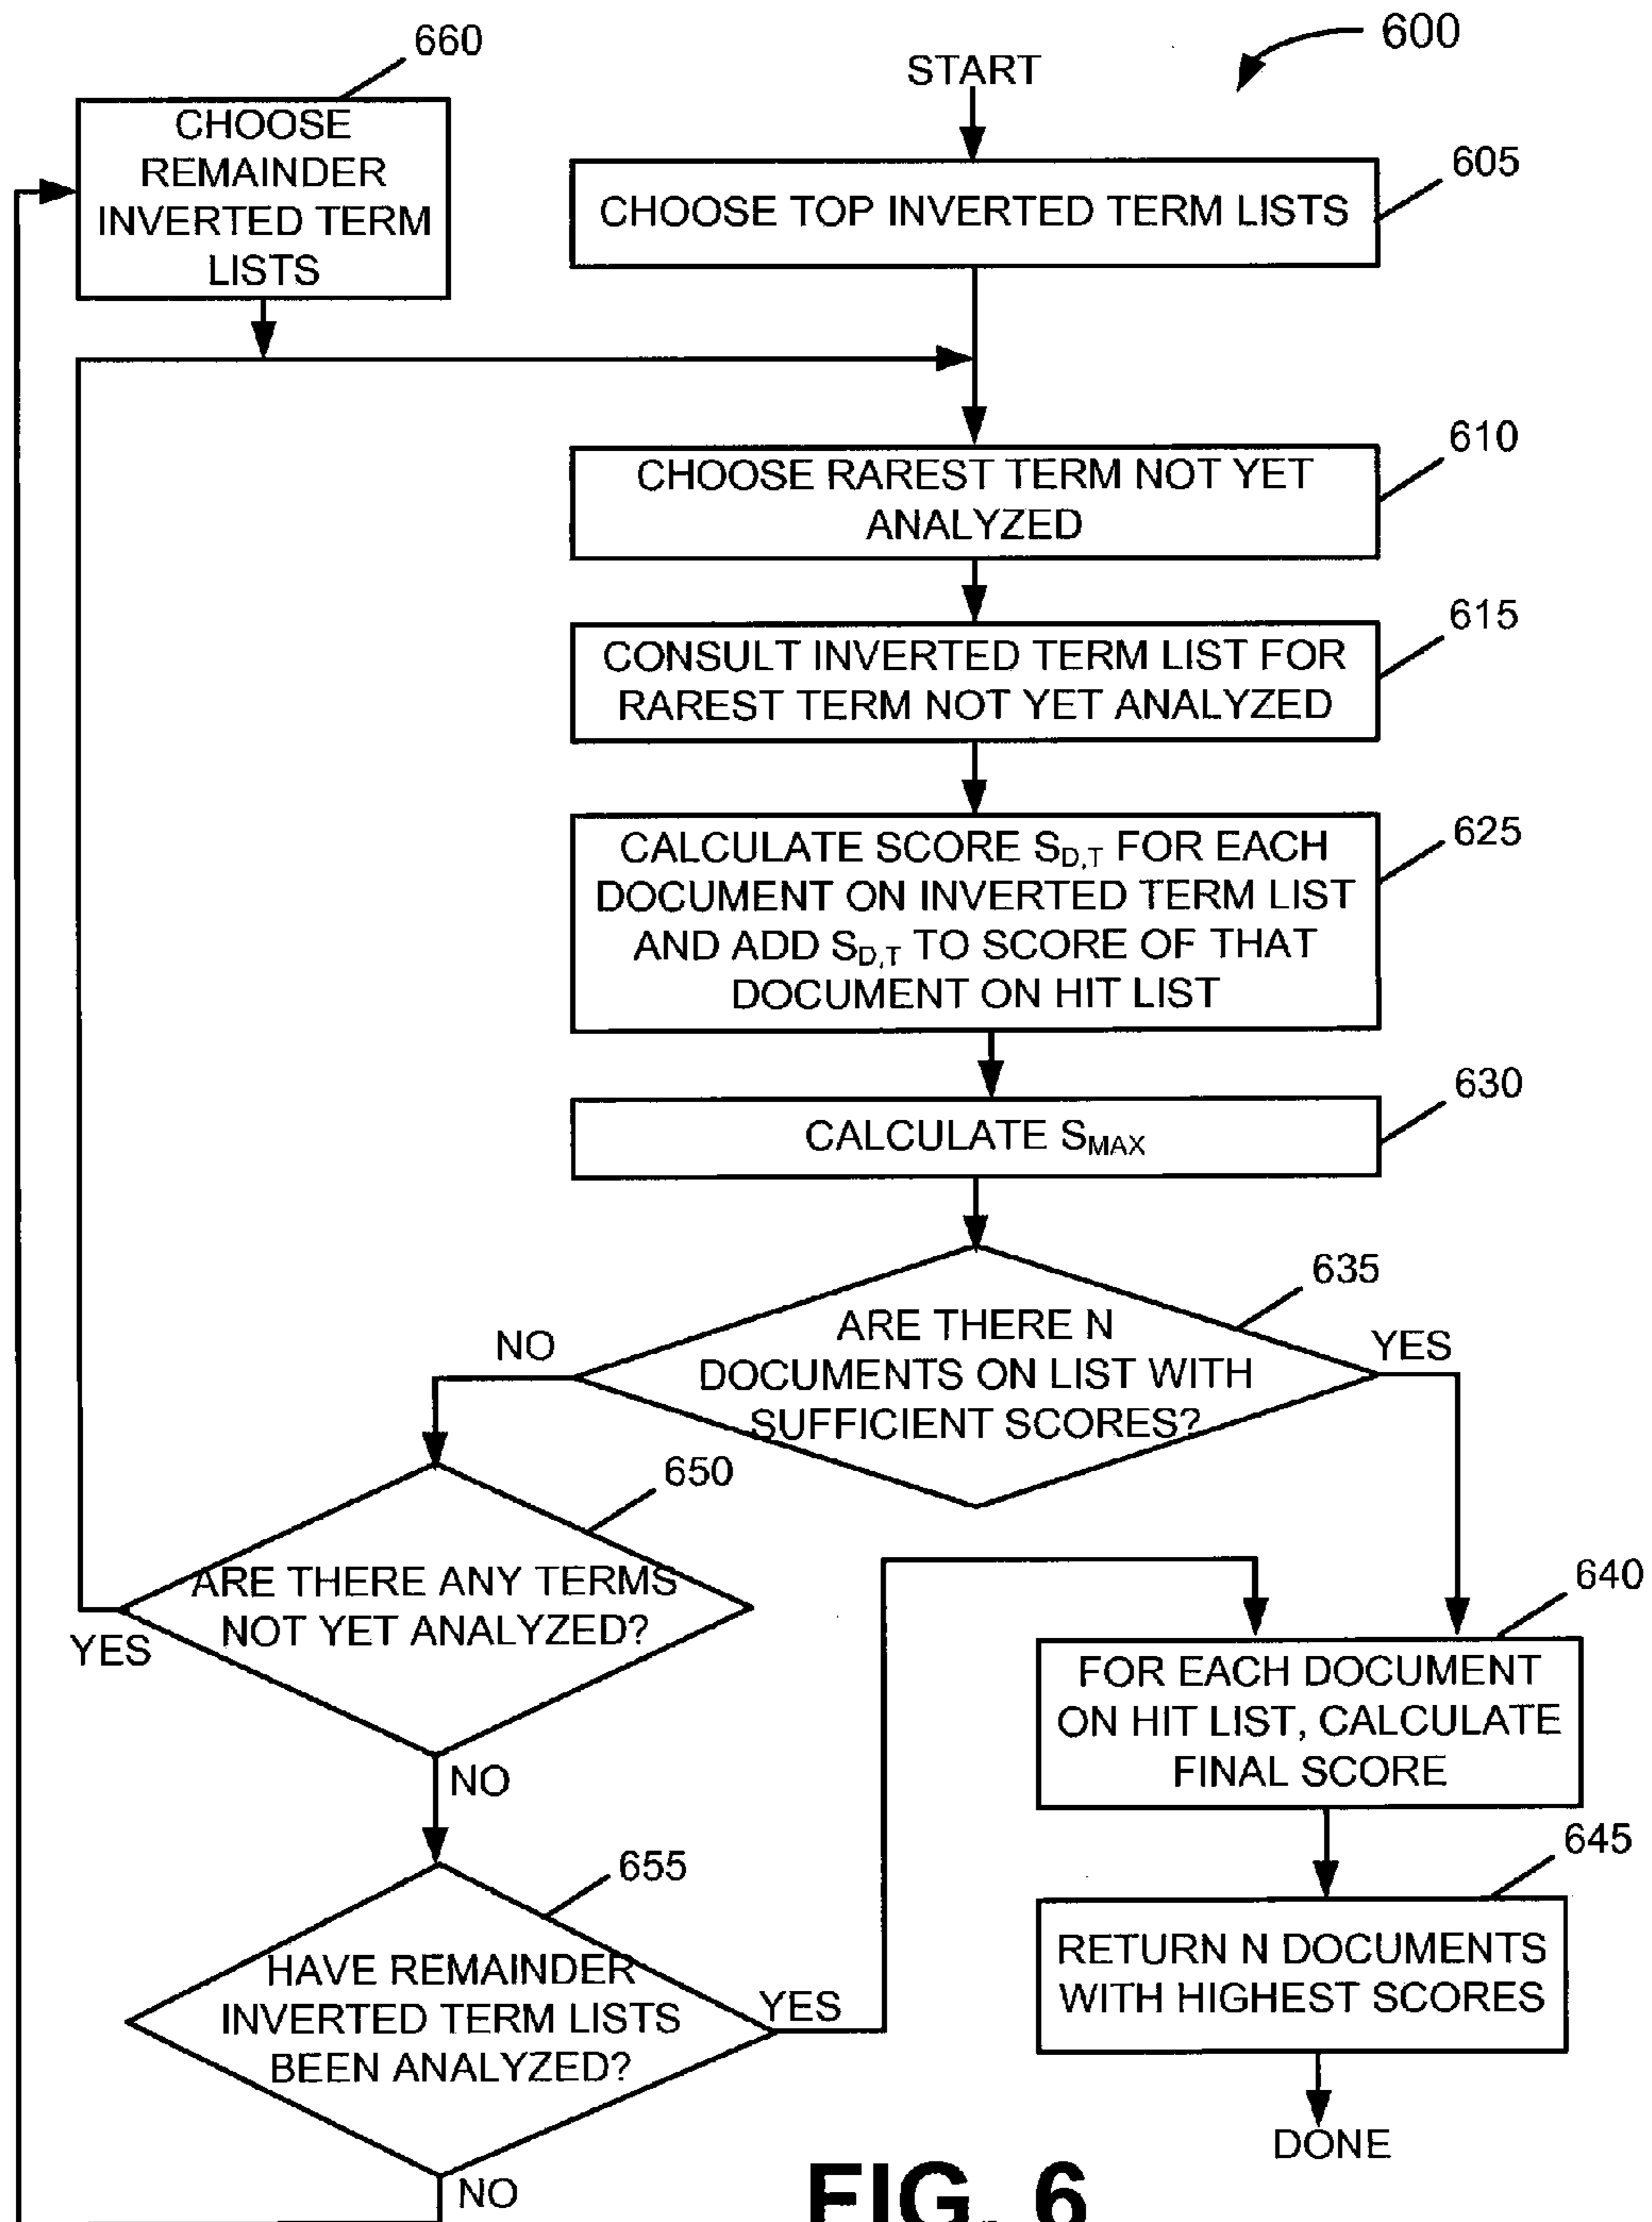 600
START
660
CHOOSE
REMAINDER
INVERTED TERM
LISTS
605
CHOOSE TOP INVERTED TERM LISTS
610
CHOOSE RAREST TERM NOT YET
ANALYZED
615
CONSULT INVERTED TERM LIST FOR
RAREST TERM NOT YET ANALYZED
625
CALCULATE SCORE S_D,T FOR EACH
DOCUMENT ON INVERTED TERM LIST
AND ADD S_D,T TO SCORE OF THAT
DOCUMENT ON HIT LIST
630
CALCULATE S_MAX
635
ARE THERE N
DOCUMENTS ON LIST WITH
SUFFICIENT SCORES?
NO
YES
650
ARE THERE ANY TERMS
NOT YET ANALYZED?
YES
NO
640
FOR EACH DOCUMENT
ON HIT LIST, CALCULATE
FINAL SCORE
655
HAVE REMAINDER
INVERTED TERM LISTS
BEEN ANALYZED?
YES
NO
645
RETURN N DOCUMENTS
WITH HIGHEST SCORES
DONE
FIG. 6